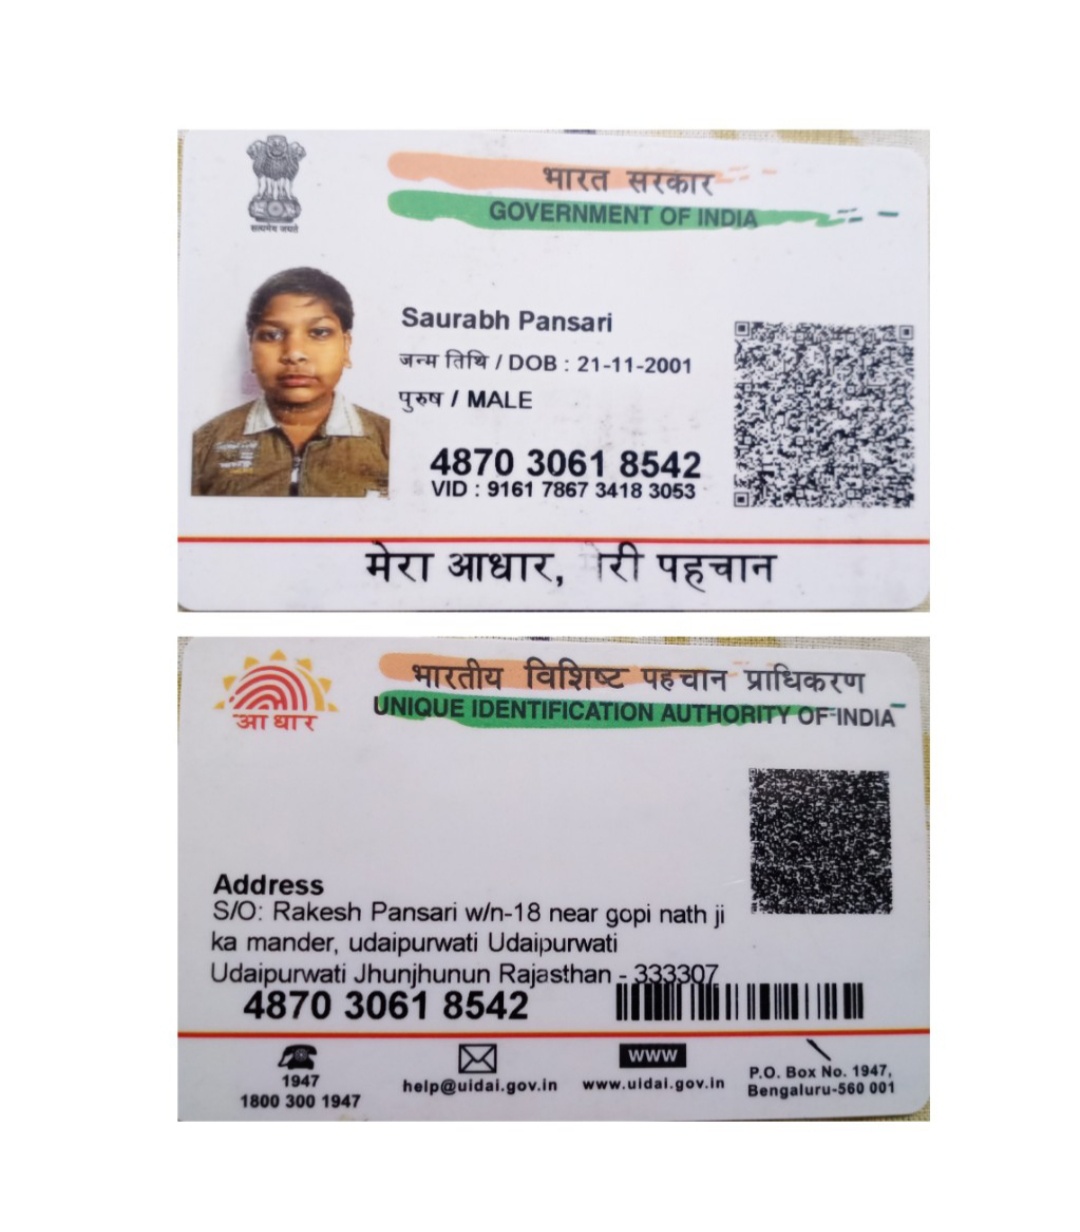 भारत सरकार
GOVERNMENT OF INDIA
सत्यमेव जयते
Saurabh Pansari
जन्म तिथि / DOB : 21-11-2001
पुरुष / MALE
4870 3061 8542
VID : 9161 7867 3418 3053
मेरा आधार, ेरी पहचान
भारतीय विशिष्ट पहचान प्राधिकरण
UNIQUE IDENTIFICATION AUTHORITY OF INDIA
आधार
Address
S/O: Rakesh Pansari w/n-18 near gopi nath ji
ka mander, udaipurwati Udaipurwati
Udaipurwati Jhunjhunun Rajasthan - 333307
4870 3061 8542
1947
1800 300 1947
help@uidai.gov.in
www
www.uidai.gov.in
P.O. Box No. 1947,
Bengaluru-560 001